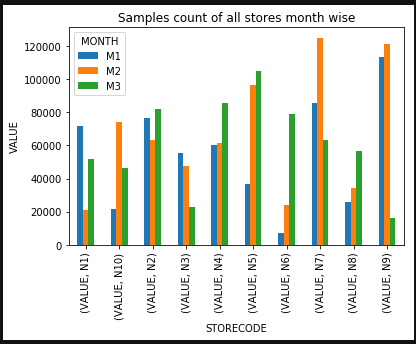 Samples count of all stores month wise
MONTH
M1
M2
M3
VALUE
120000
100000
80000
60000
40000
20000
0
(VALUE, N1)
(VALUE, N10)
(VALUE, N2)
(VALUE, N3)
(VALUE, N4)
(VALUE, N5)
(VALUE, N6)
(VALUE, N7)
(VALUE, N8)
(VALUE, N9)
STORECODE